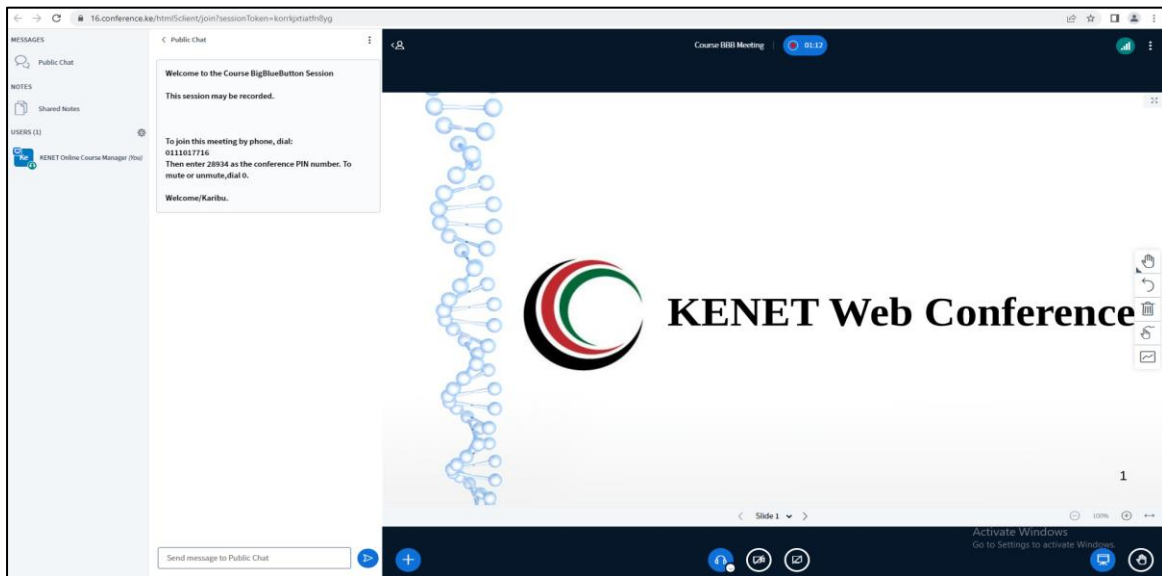 16.conference.ke/html5client/join?sessionToken=korrkjxtiatfn8yg
MESSAGES
Public Chat
NOTES
Shared Notes
USERS (1)
Ke
KENET Online Course Manager (You)
Public Chat
Welcome to the Course BigBlueButton Session
This session may be recorded.
To join this meeting by phone, dial:
0111017716
Then enter 28934 as the conference PIN number. To
mute or unmute,dial 0.
Welcome/Karibu.
Send message to Public Chat
Course BBB Meeting
01:12
KENET Web Conference
1
Slide 1
100%
Activate Windows
Go to Settings to activate Windows.